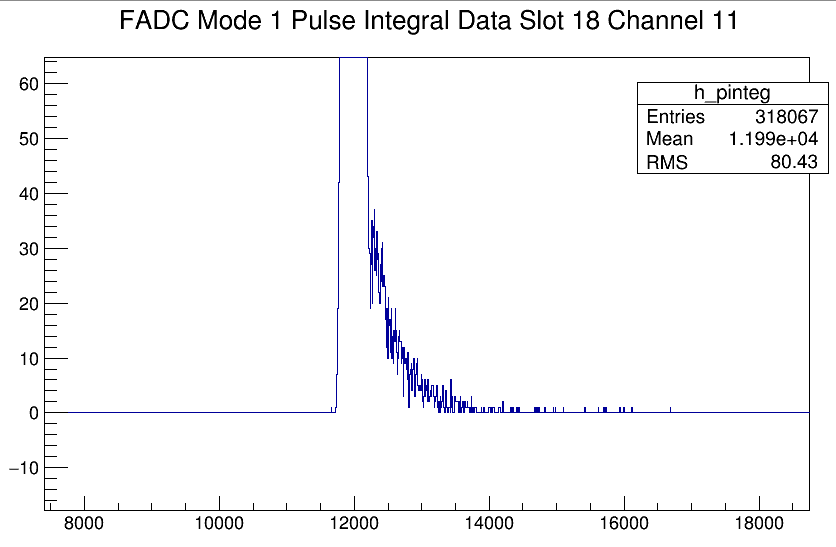 FADC Mode 1 Pulse Integral Data Slot 18 Channel 11
h_pinteg
Entries 318067
Mean 1.199e+04
RMS 80.43
60
50
40
30
20
10
0
−10
8000 10000 12000 14000 16000 18000